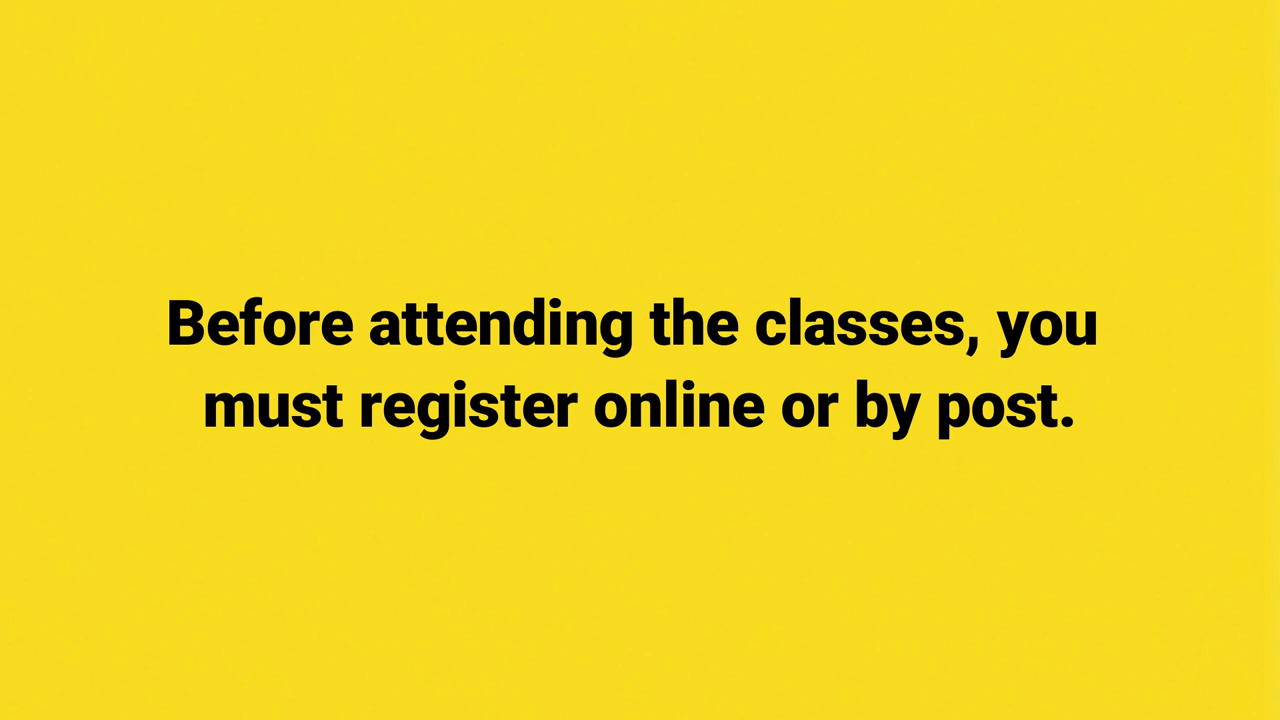 Before attending the classes, you
must register online or by post.